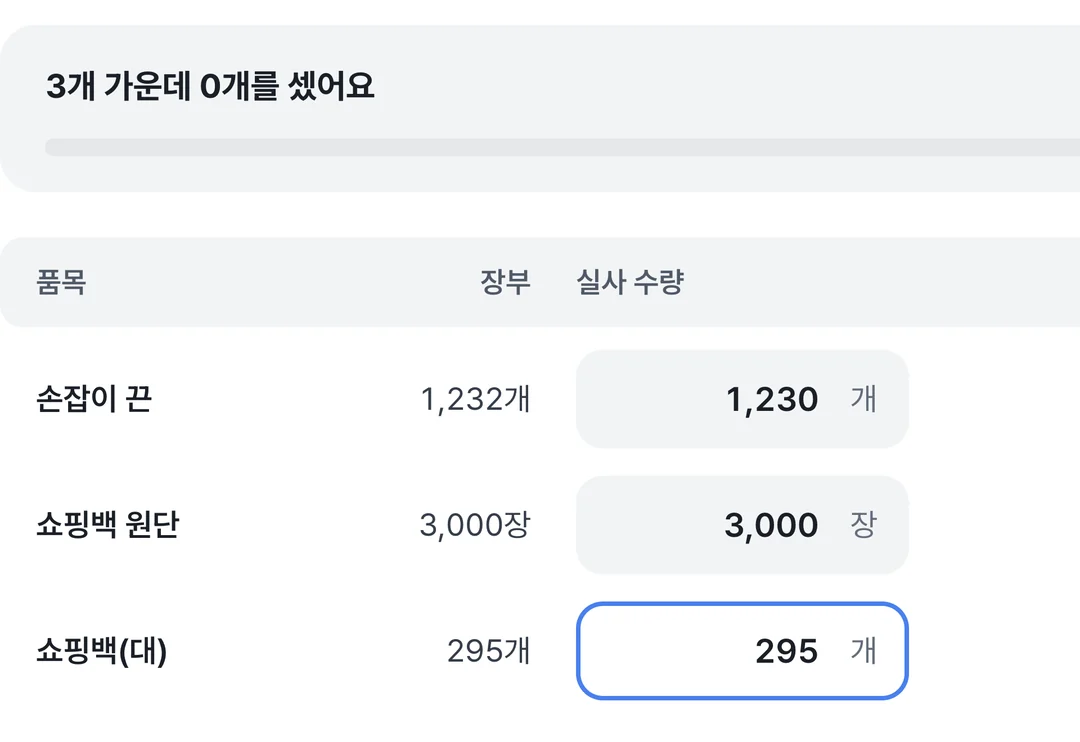 3개 가운데 0개를 셌어요
품목 장부 실사 수량
손잡이 끈 1,232개 1,230 개
쇼핑백 원단 3,000장 3,000 장
쇼핑백(대) 295개 295 개